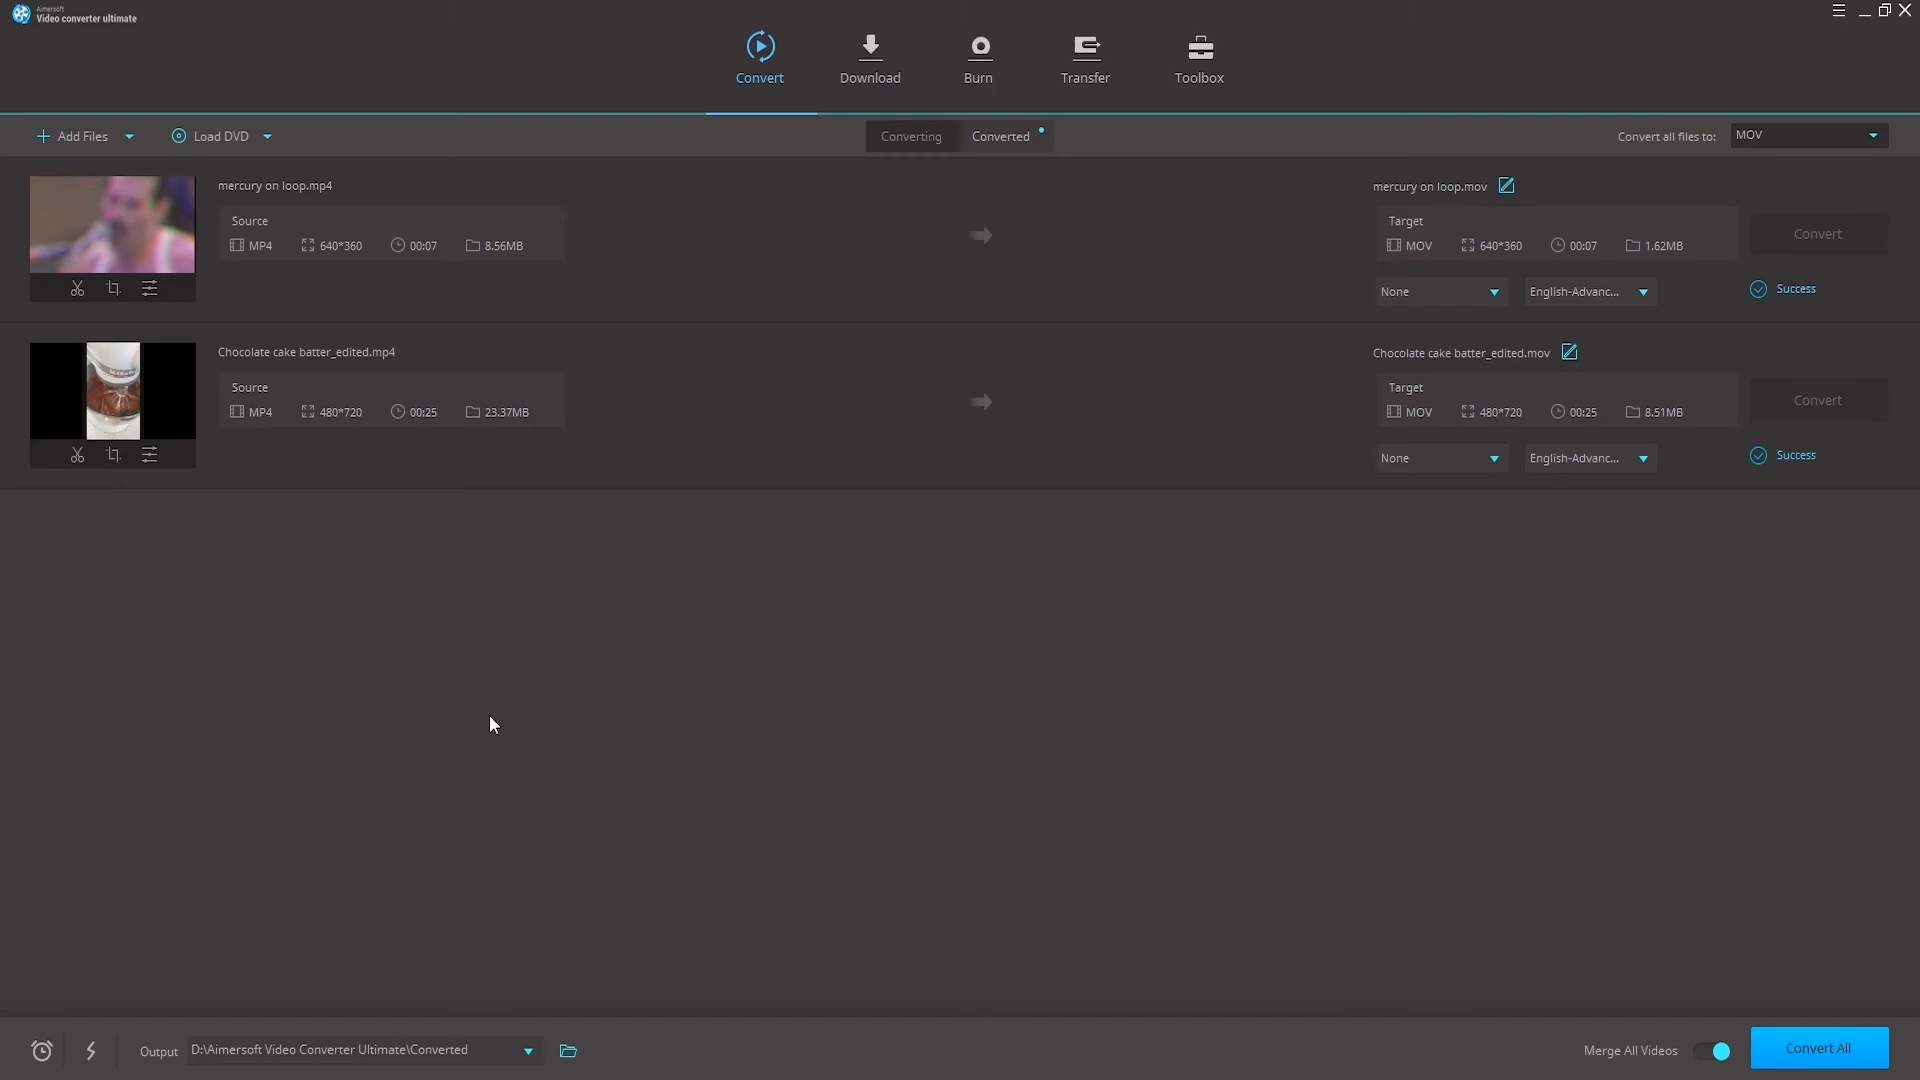 Aimersoft
Video converter ultimate
Convert
Download
Burn
Transfer
Toolbox
Add Files
Load DVD
Converting
Converted
Convert all files to:
MOV
mercury on loop.mp4
Source
MP4 640*360 00:07 8.56MB
mercury on loop.mov
Target
MOV 640*360 00:07 1.62MB
Convert
None
English-Advanc...
Success
Chocolate cake batter_edited.mp4
Source
MP4 480*720 00:25 23.37MB
Chocolate cake batter_edited.mov
Target
MOV 480*720 00:25 8.51MB
Convert
None
English-Advanc...
Success
Output D:\Aimersoft Video Converter Ultimate\Converted
Merge All Videos
Convert All